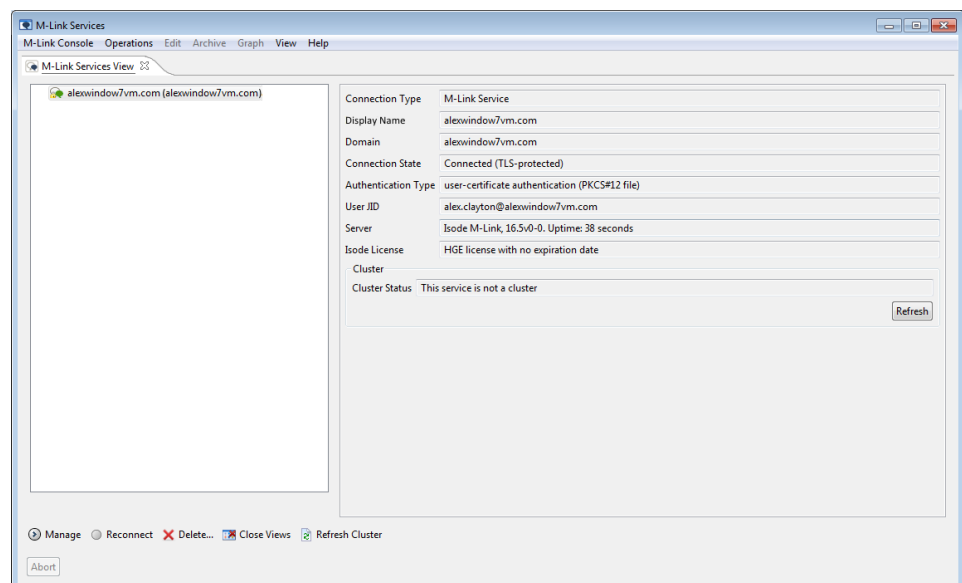 M-Link Services
M-Link Console Operations Edit Archive Graph View Help
M-Link Services View
alexwindow7vm.com (alexwindow7vm.com)
Connection Type M-Link Service
Display Name alexwindow7vm.com
Domain alexwindow7vm.com
Connection State Connected (TLS-protected)
Authentication Type user-certificate authentication (PKCS#12 file)
User JID alex.clayton@alexwindow7vm.com
Server Isode M-Link, 16.5v0-0. Uptime: 38 seconds
Isode License HGE license with no expiration date
Cluster
Cluster Status This service is not a cluster
Refresh
Manage Reconnect Delete... Close Views Refresh Cluster
Abort